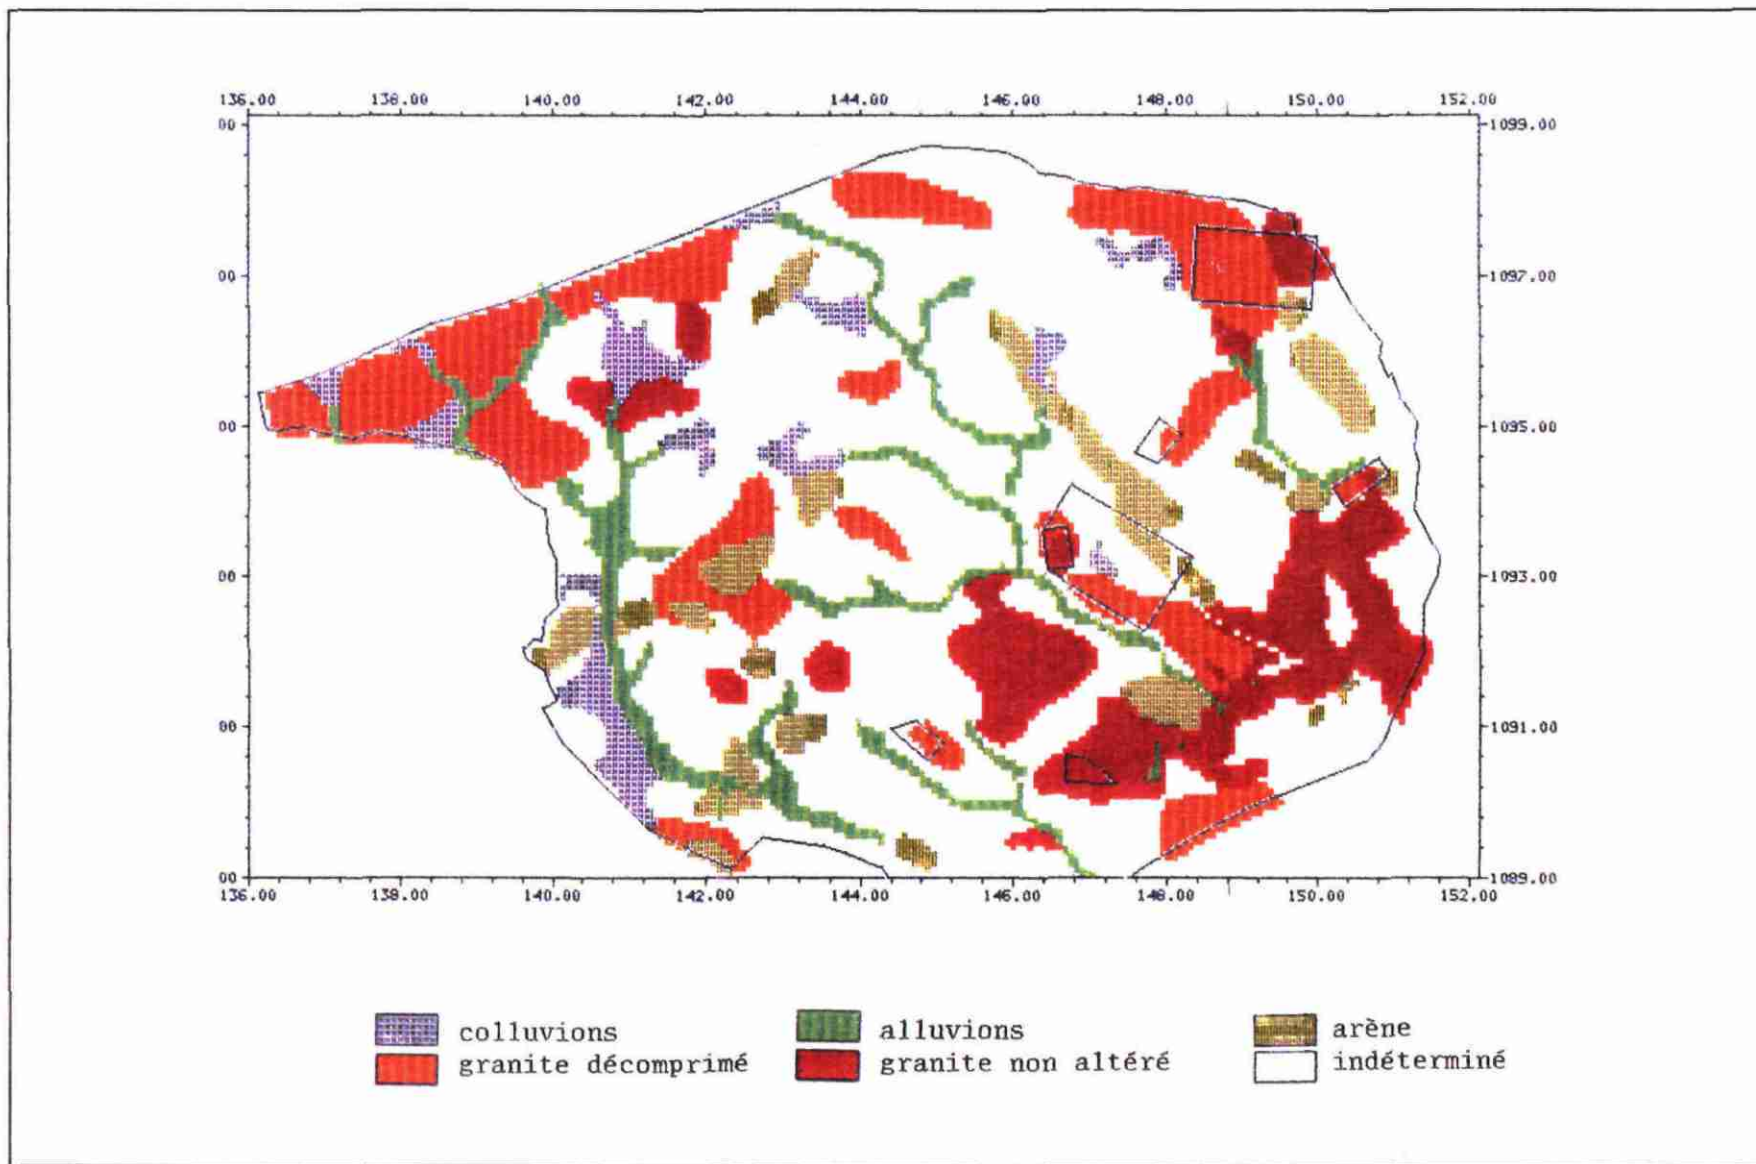 136.00 138.00 140.00 142.00 144.00 146.00 148.00 150.00 152.00
00 1099.00
00 1097.00
00 1095.00
00 1093.00
00 1091.00
00 1089.00
136.00 138.00 140.00 142.00 144.00 146.00 148.00 150.00 152.00
colluvions alluvions arène
granite décomprimé granite non altéré indéterminé